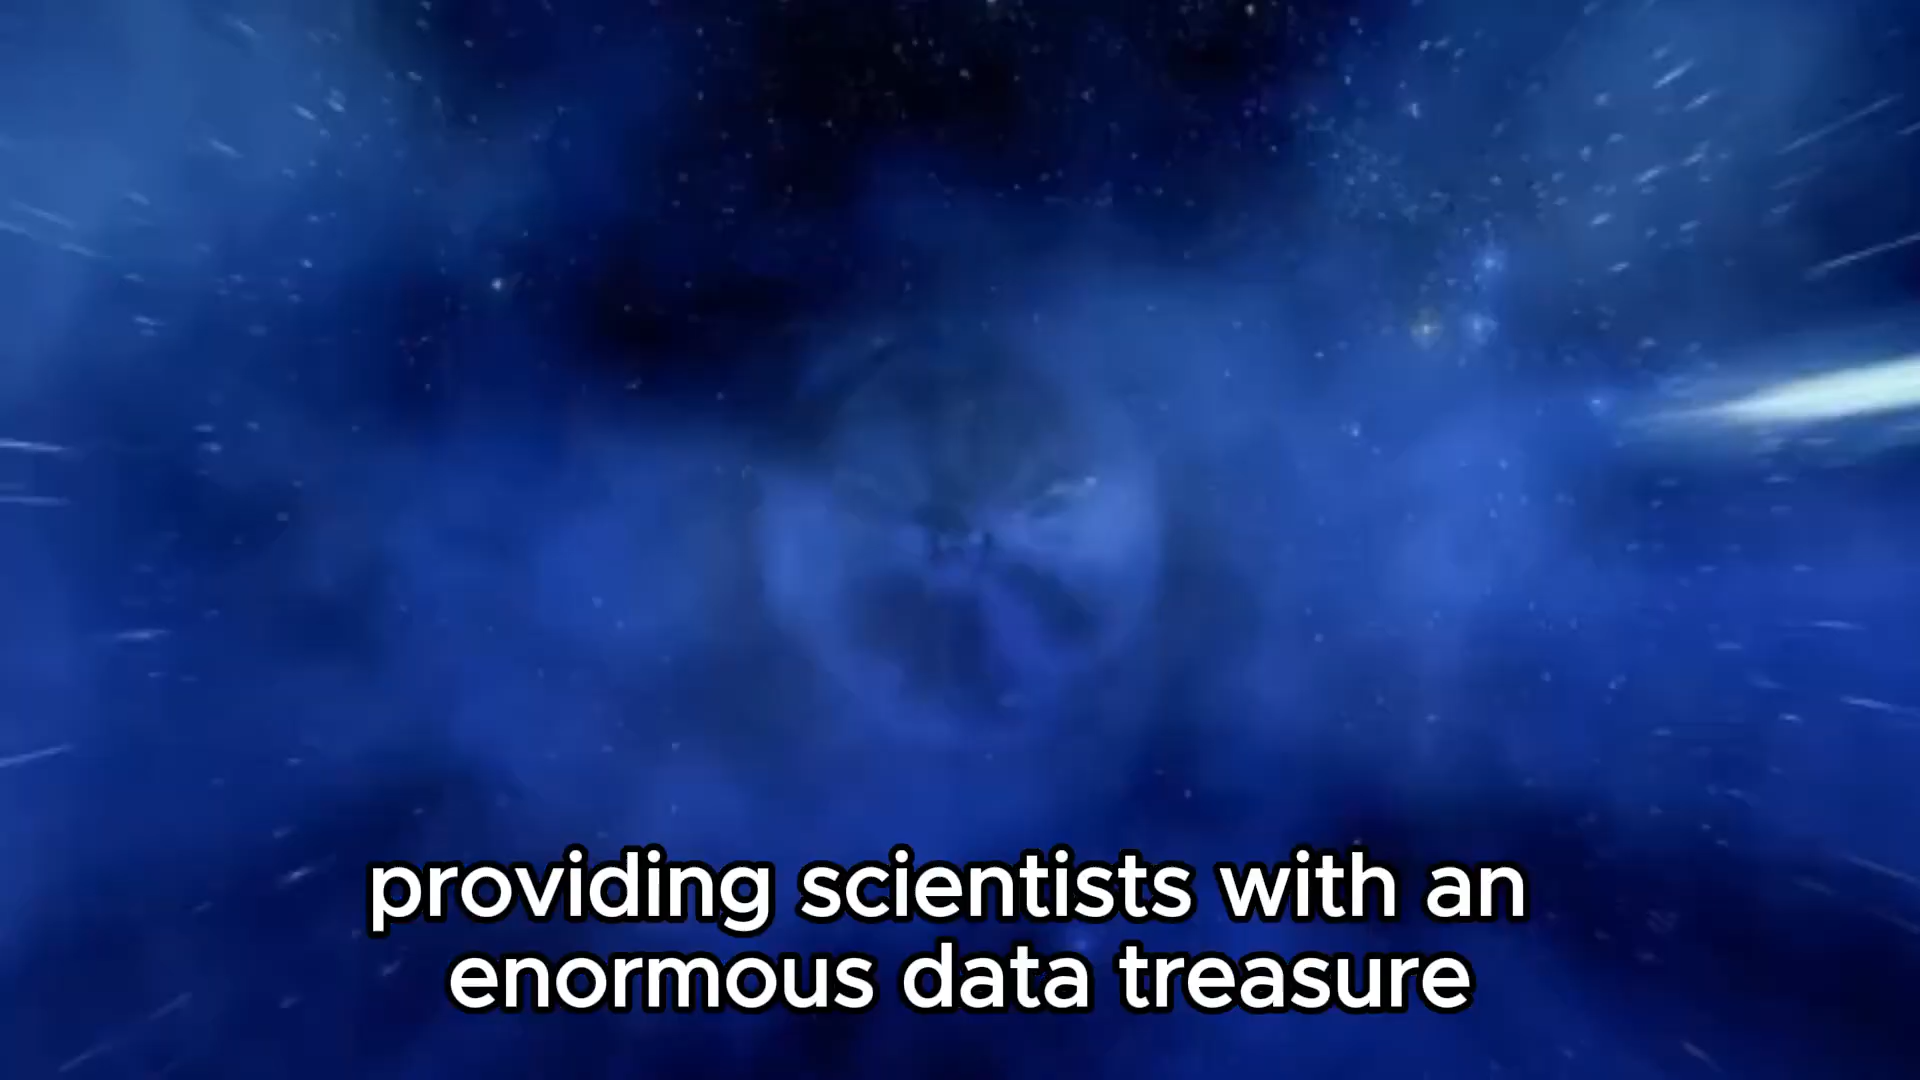 providing scientists with an
enormous data treasure